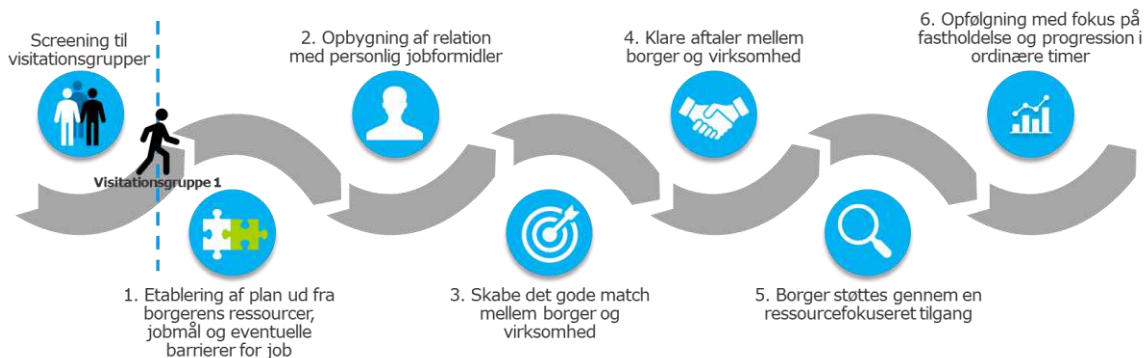 Screening til
visitationsgrupper
Visitationsgruppe 1
1. Etablering af plan ud fra
borgerens ressourcer,
jobmål og eventuelle
barrierer for job
2. Opbygning af relation
med personlig jobformidler
3. Skabe det gode match
mellem borger og
virksomhed
4. Klare aftaler mellem
borger og virksomhed
5. Borger støttes gennem en
ressourcefokuseret tilgang
6. Opfølgning med fokus på
fastholdelse og progression i
ordinære timer